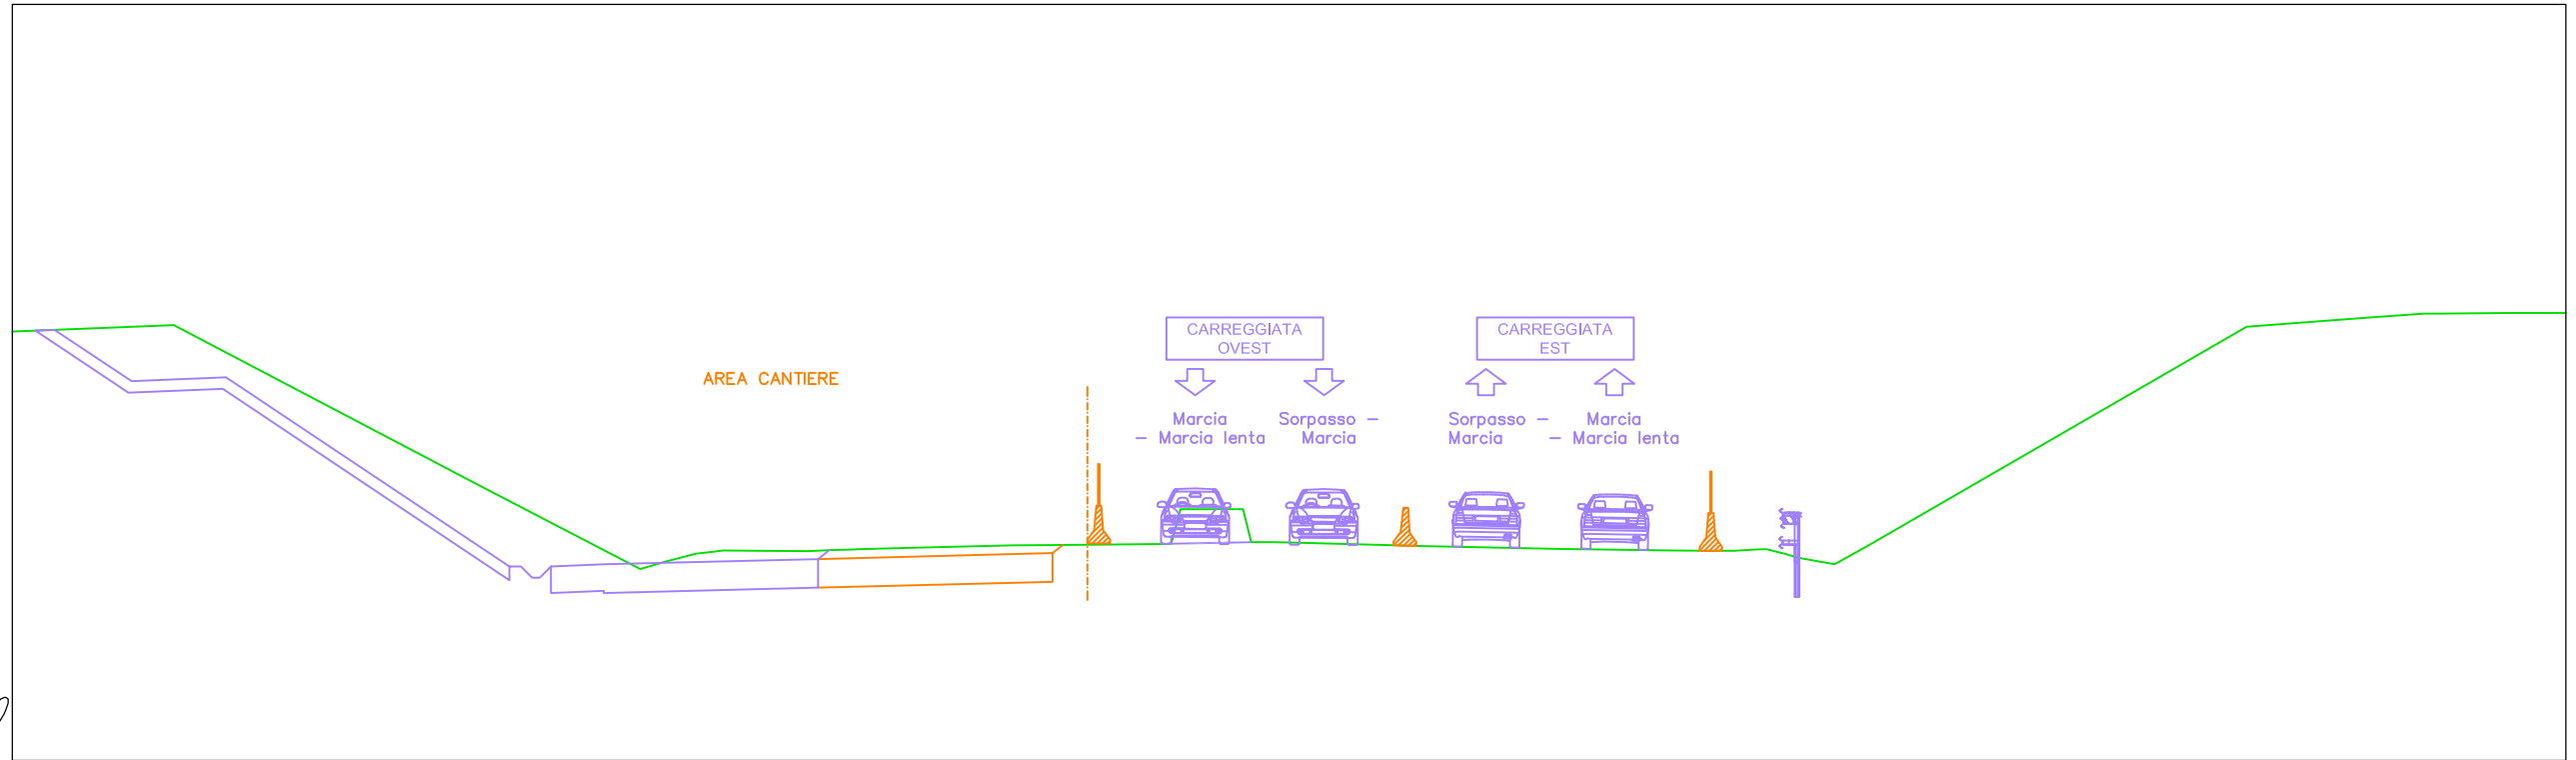 CARREGGIATA
OVEST
CARREGGIATA
EST
AREA CANTIERE
Marcia
– Marcia lenta
Sorpasso –
Marcia
Sorpasso –
Marcia
Marcia
– Marcia lenta